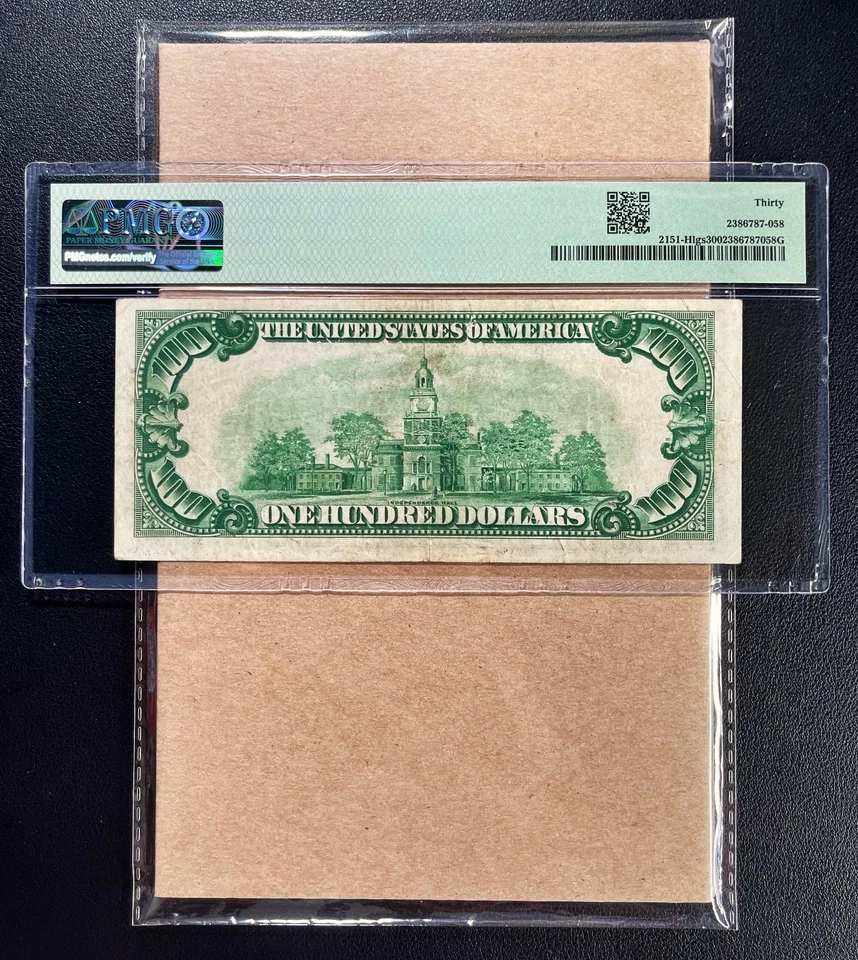 PMG
PAPER MONEY GUARANTY
PMGnotes.com/verify
The Official Grading
Service of the ANA
Thirty
2386787-058
2151-Hlgs3002386787058G
THE UNITED STATES OF AMERICA
100
100
INDEPENDENCE HALL
100
100
ONE HUNDRED DOLLARS